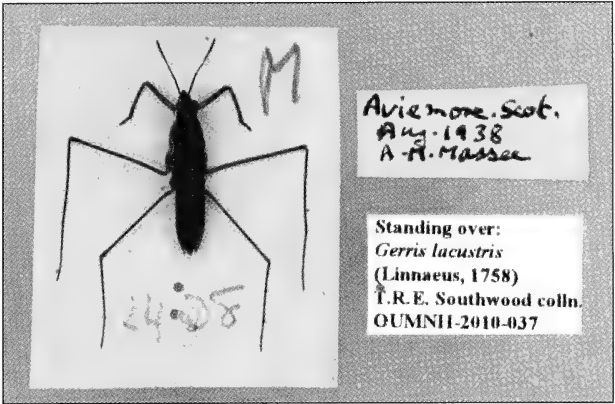 M
Aviemore. Scot.
Aug. 1938
A. M. Massee
Standing over:
Gerris lacustris
(Linnaeus, 1758)
T.R.E. Southwood colln.
OUMNH-2010-037